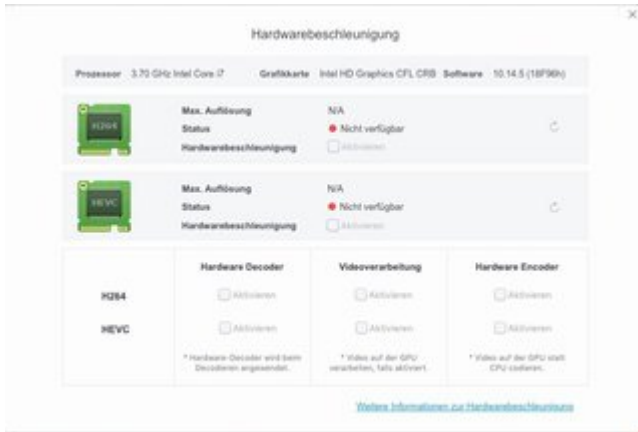 Hardwarebeschleunigung
Prozessor 3.70 GHz Intel Core i7 Grafikkarte Intel HD Graphics CFL CRB Software 10.14.5 (18F96h)
H264
Max. Auflösung N/A
Status Nicht verfügbar
Hardwarebeschleunigung Aktivieren
HEVC
Max. Auflösung N/A
Status Nicht verfügbar
Hardwarebeschleunigung Aktivieren
Hardware Decoder Videoverarbeitung Hardware Encoder
H264 Aktivieren Aktivieren Aktivieren
HEVC Aktivieren Aktivieren Aktivieren
* Hardware-Decoder wird beim * Video auf der GPU * Video auf der GPU statt
Decodieren angewendet. verarbeiten, falls aktiviert. CPU codieren.
Weitere Informationen zur Hardwarebeschleunigung